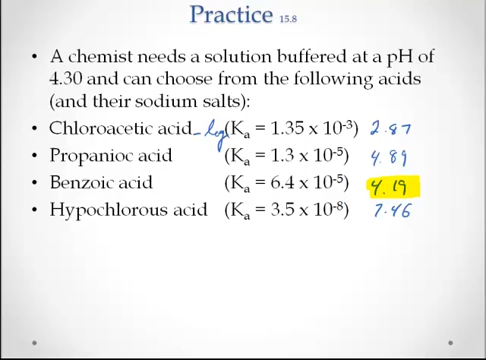 Practice 15.8
• A chemist needs a solution buffered at a pH of
4.30 and can choose from the following acids
(and their sodium salts):
• Chloroacetic acid -log (Ka = 1.35 x 10-3) 2.87
• Propanioc acid (Ka = 1.3 x 10-5) 4.89
• Benzoic acid (Ka = 6.4 x 10-5) 4.19
• Hypochlorous acid (Ka = 3.5 x 10-8) 7.46